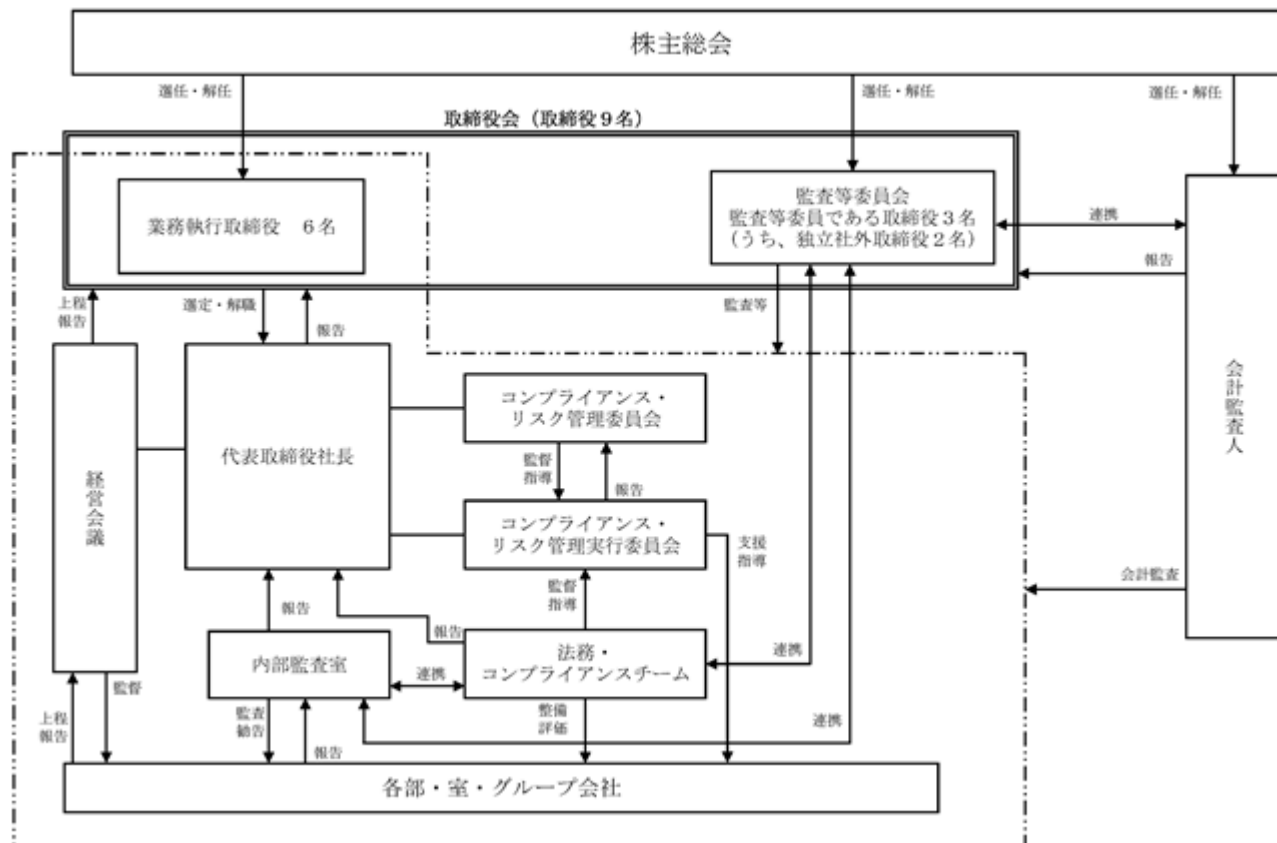 株主総会
選任・解任
選任・解任
選任・解任
取締役会（取締役９名）
業務執行取締役　６名
監査等委員会
監査等委員である取締役３名
（うち、独立社外取締役２名）
連携
報告
上程
報告
選定・解職
報告
監査等
会計監査人
経営会議
代表取締役社長
コンプライアンス・
リスク管理委員会
監督
指導
報告
コンプライアンス・
リスク管理実行委員会
支援
指導
監督
指導
会計監査
報告
報告
内部監査室
連携
法務・
コンプライアンスチーム
連携
上程
報告
監督
監査
勧告
報告
整備
評価
連携
各部・室・グループ会社